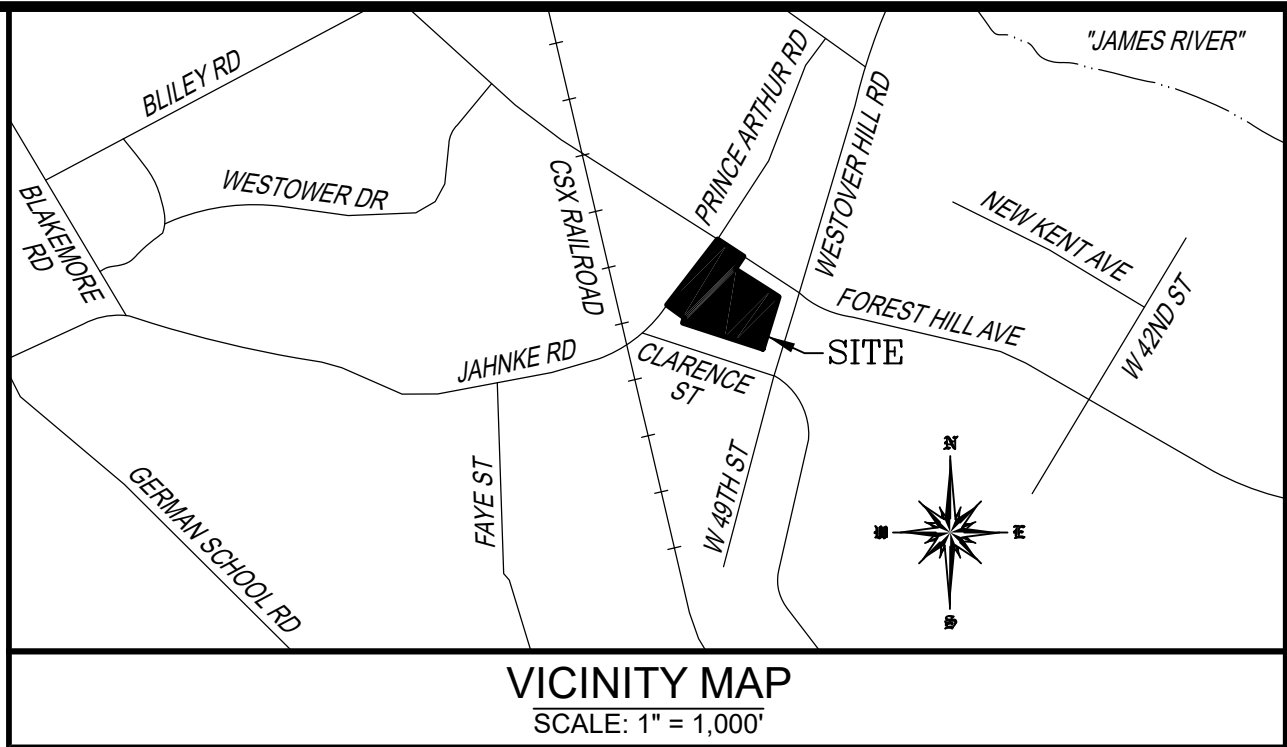 "JAMES RIVER"
BLILEY RD
PRINCE ARTHUR RD
WESTOVER HILL RD
WESTOWER DR
CSX RAILROAD
BLAKEMORE
RD
NEW KENT AVE
FOREST HILL AVE
W 42ND ST
SITE
JAHNKE RD
CLARENCE
ST
GERMAN SCHOOL RD
FAYE ST
W 49TH ST
N
W
E
S
VICINITY MAP
SCALE: 1" = 1,000'